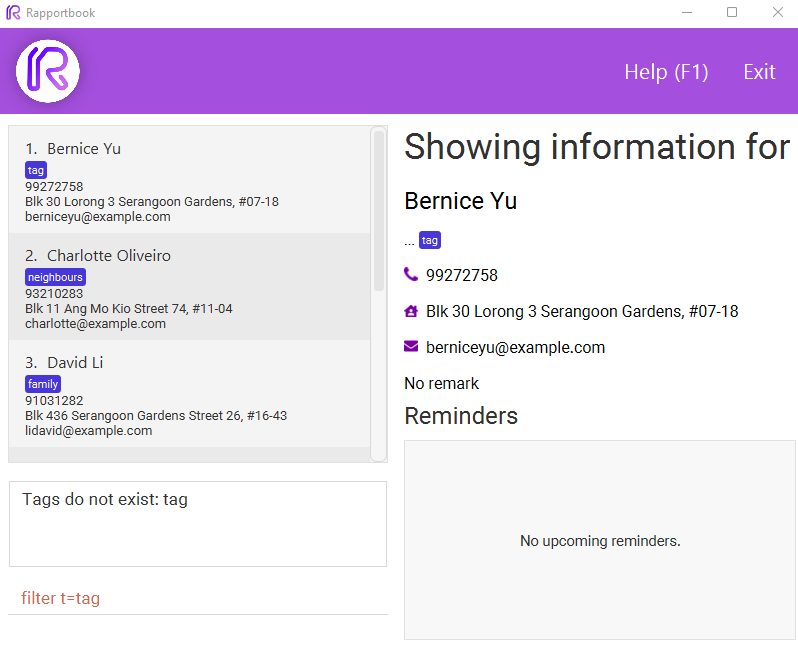 Rapportbook
Help (F1)
Exit
1. Bernice Yu
tag
99272758
Blk 30 Lorong 3 Serangoon Gardens, #07-18
berniceyu@example.com
2. Charlotte Oliveiro
neighbours
93210283
Blk 11 Ang Mo Kio Street 74, #11-04
charlotte@example.com
3. David Li
family
91031282
Blk 436 Serangoon Gardens Street 26, #16-43
lidavid@example.com
Tags do not exist: tag
filter t=tag
Showing information for
Bernice Yu
... tag
99272758
Blk 30 Lorong 3 Serangoon Gardens, #07-18
berniceyu@example.com
No remark
Reminders
No upcoming reminders.